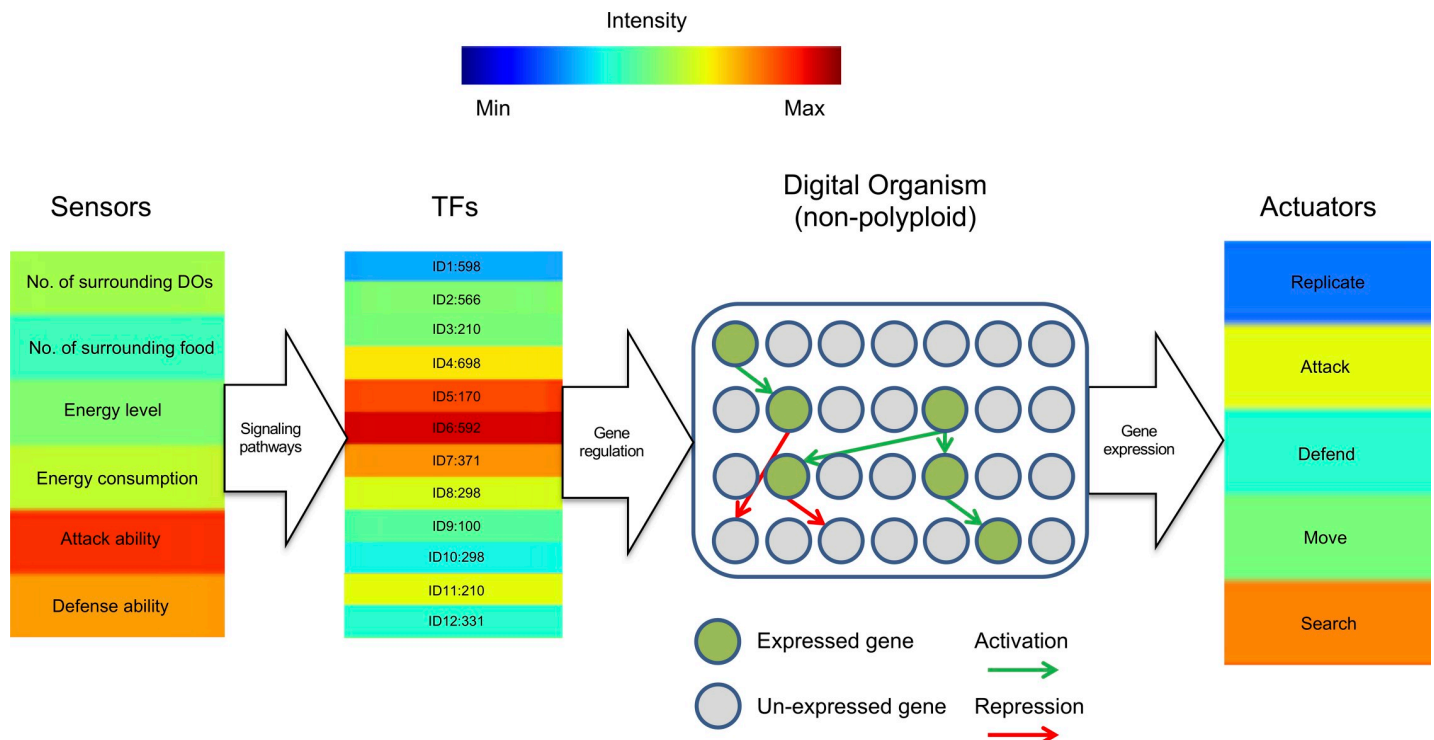 Intensity
Min
Max
Sensors
No. of surrounding DOs
No. of surrounding food
Energy level
Energy consumption
Attack ability
Defense ability
Signaling
pathways
TFs
ID1:598
ID2:566
ID3:210
ID4:698
ID5:170
ID6:592
ID7:371
ID8:298
ID9:100
ID10:298
ID11:210
ID12:331
Gene
regulation
Digital Organism
(non-polyploid)
Expressed gene
Un-expressed gene
Activation
Repression
Gene
expression
Actuators
Replicate
Attack
Defend
Move
Search